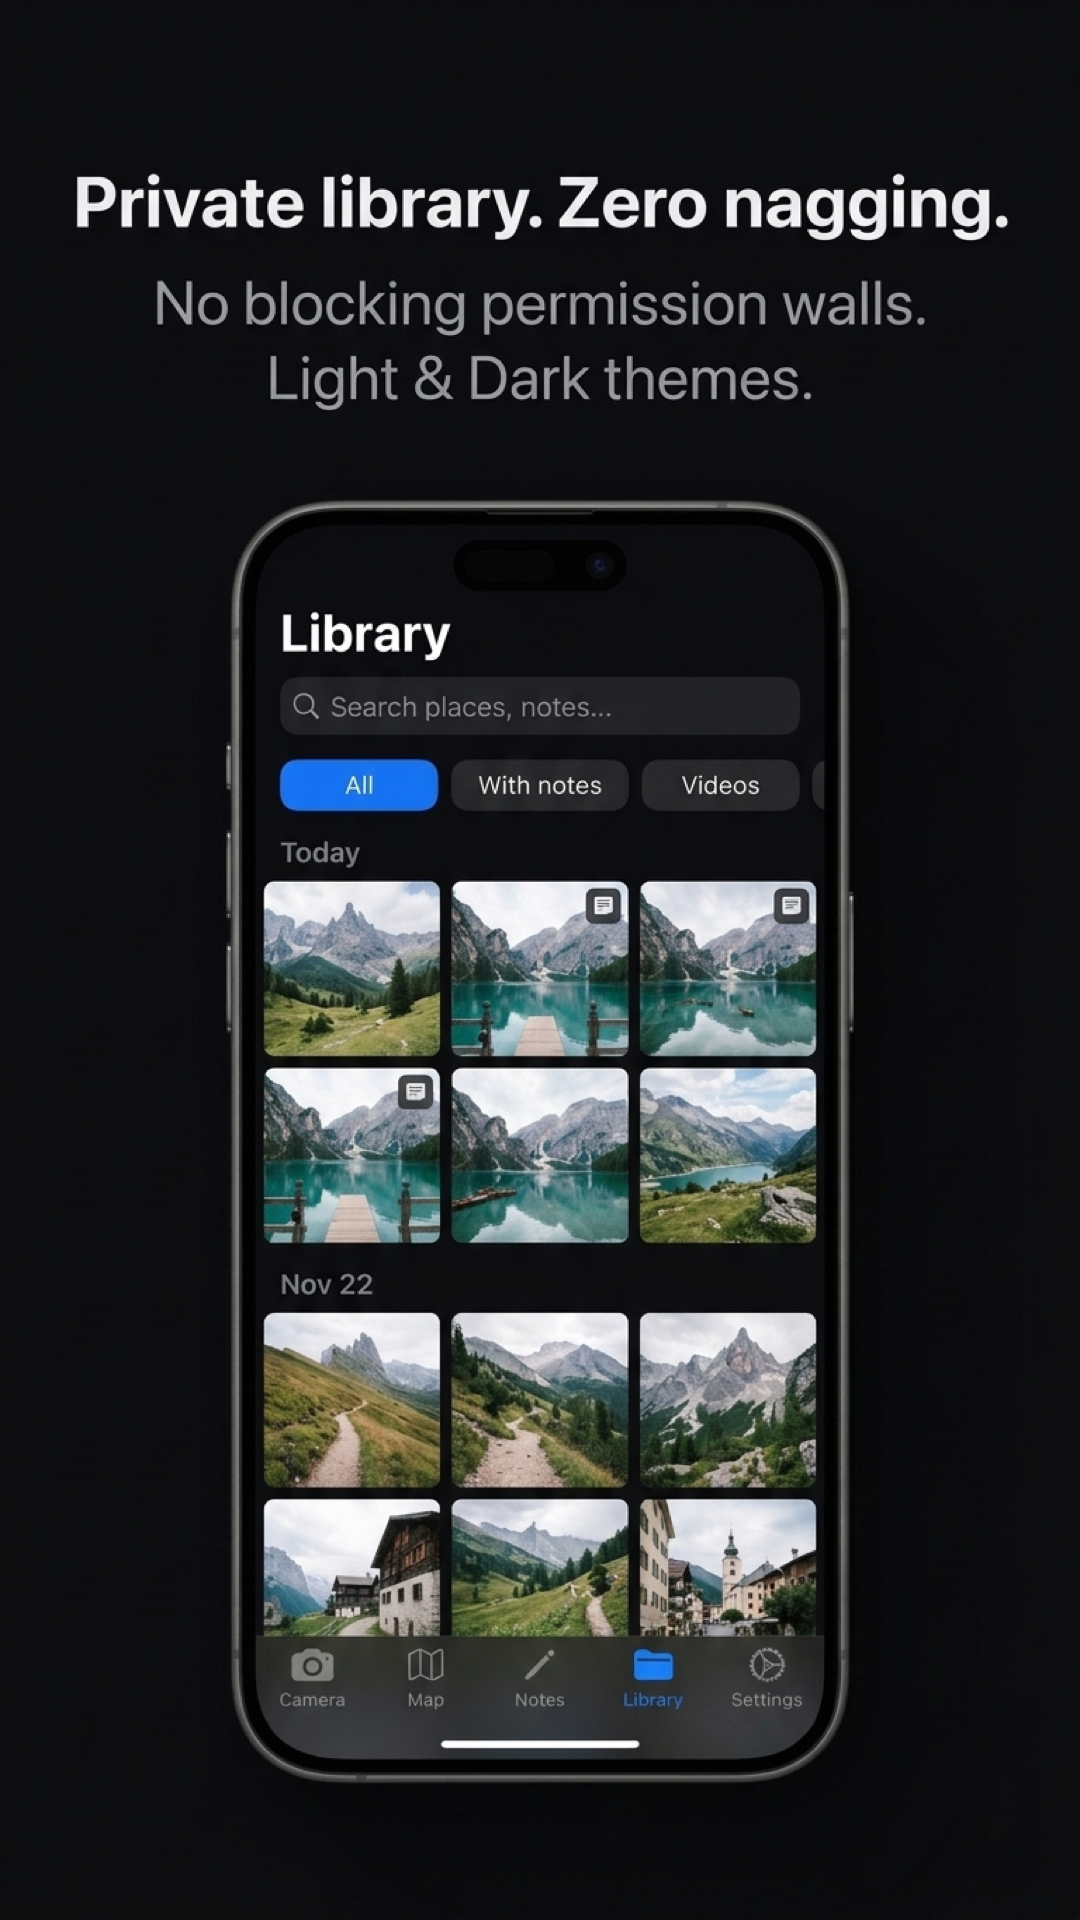 Private library. Zero nagging.
No blocking permission walls.
Light & Dark themes.
Library
Search places, notes...
All
With notes
Videos
Today
Nov 22
Camera
Map
Notes
Library
Settings